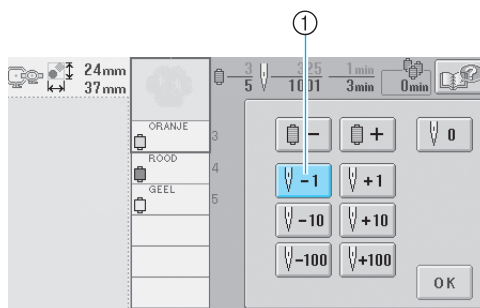 ①
24mm
37mm
3
5
325
1001
1min
3min
0min
ORANJE
3
ROOD
4
GEEL
5
− +
0
−1 +1
−10 +10
−100 +100
OK